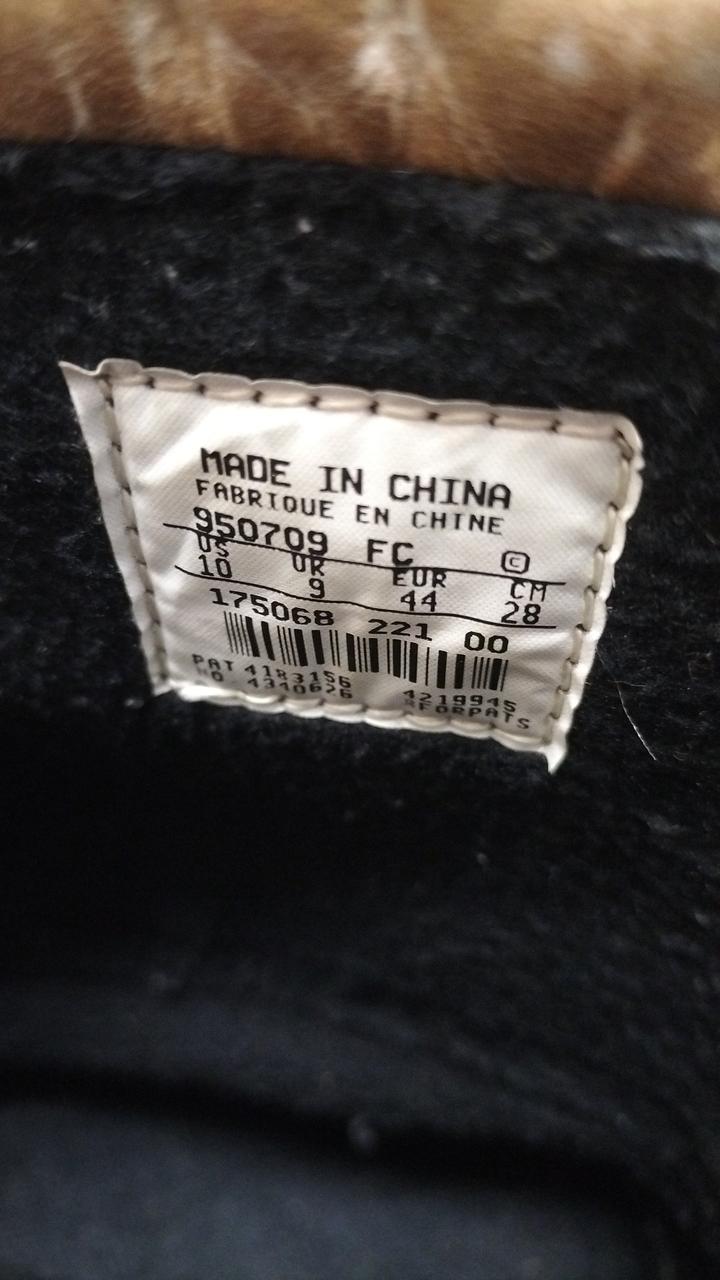 MADE IN CHINA
FABRIQUE EN CHINE
950709 FC ©
US UK EUR CM
10 9 44 28
175068 221 00
PAT 4183156 4219945
NO 4340626 &FORPATS